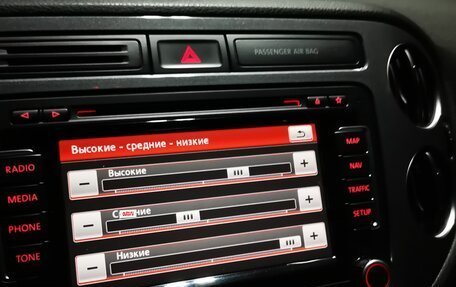 PASSENGER AIR BAG
Высокие - средние - низкие
RADIO
MEDIA
PHONE
TONE
Высокие
Низкие
MAP
NAV
TRAFFIC
SETUP